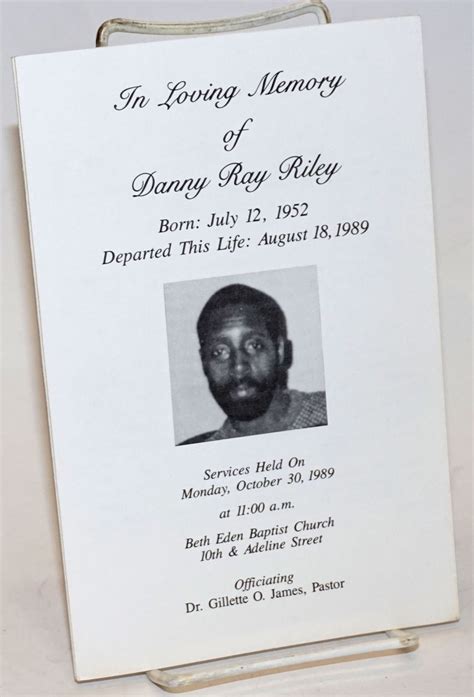 In Loving Memory
of
Danny Ray Riley
Born: July 12, 1952
Departed This Life: August 18, 1989
Services Held On
Monday, October 30, 1989
at 11:00 a.m.
Beth Eden Baptist Church
10th & Adeline Street
Officiating
Dr. Gillette O. James, Pastor